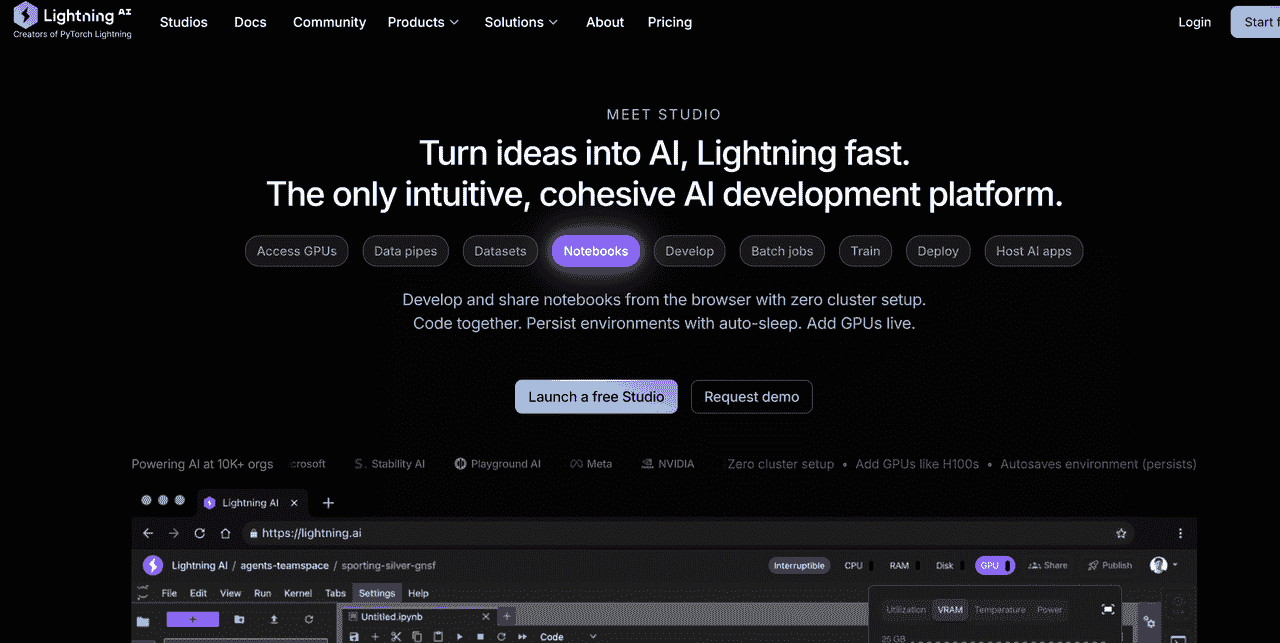 Lightning AI
Creators of PyTorch Lightning
Studios Docs Community Products Solutions About Pricing Login Start
MEET STUDIO
Turn ideas into AI, Lightning fast.
The only intuitive, cohesive AI development platform.
Access GPUs Data pipes Datasets Notebooks Develop Batch jobs Train Deploy Host AI apps
Develop and share notebooks from the browser with zero cluster setup.
Code together. Persist environments with auto-sleep. Add GPUs live.
Launch a free Studio Request demo
Powering AI at 10K+ orgs crosoft Stability AI Playground AI Meta NVIDIA Zero cluster setup • Add GPUs like H100s • Autosaves environment (persists)
Lightning AI
https://lightning.ai
Lightning AI / agents-teamspace / sporting-silver-gnsf Interruptible CPU RAM Disk GPU Share Publish
File Edit View Run Kernel Tabs Settings Help
Utilization VRAM Temperature Power
Untitled.ipynb
Code
25 GB